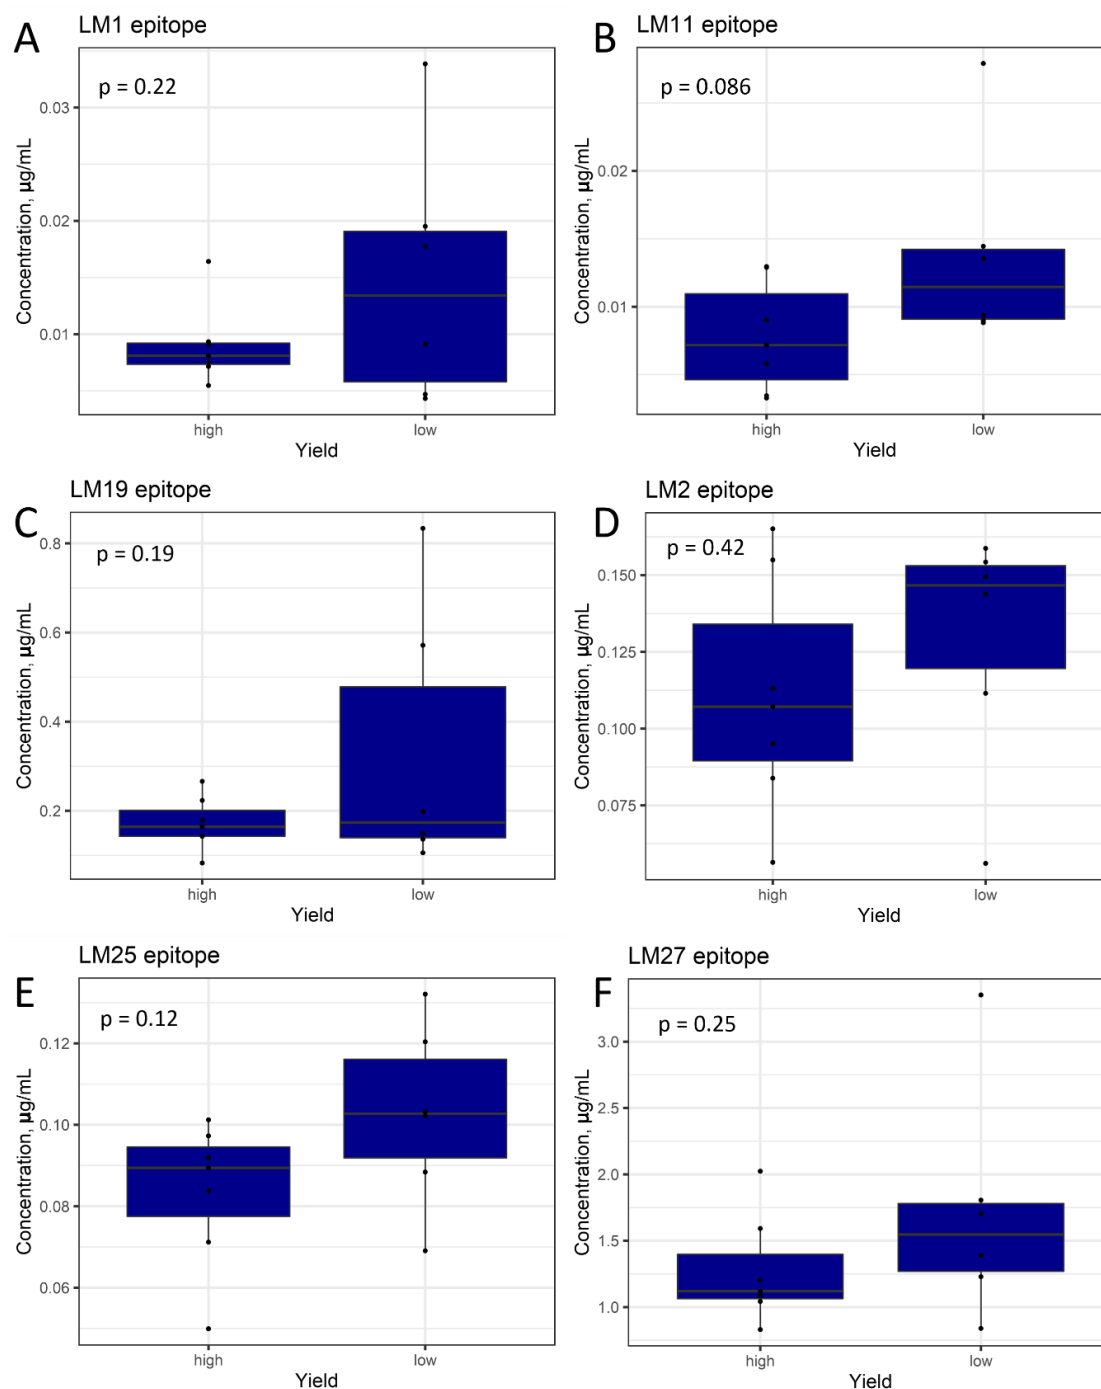 A
LM1 epitope
p = 0.22
Concentration, µg/mL
0.03
0.02
0.01
high
low
Yield
B
LM11 epitope
p = 0.086
Concentration, µg/mL
0.02
0.01
high
low
Yield
C
LM19 epitope
p = 0.19
Concentration, µg/mL
0.8
0.6
0.4
0.2
high
low
Yield
D
LM2 epitope
p = 0.42
Concentration, µg/mL
0.150
0.125
0.100
0.075
high
low
Yield
E
LM25 epitope
p = 0.12
Concentration, µg/mL
0.12
0.10
0.08
0.06
high
low
Yield
F
LM27 epitope
p = 0.25
Concentration, µg/mL
3.0
2.5
2.0
1.5
1.0
high
low
Yield